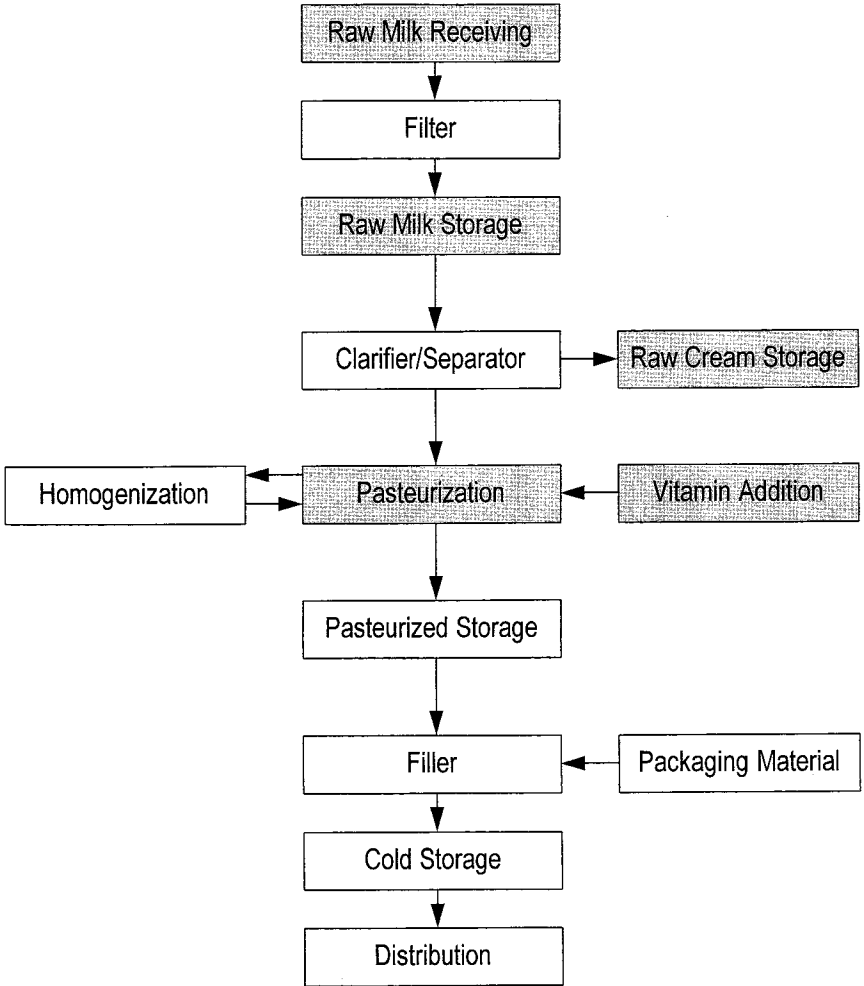 Raw Milk Receiving
Filter
Raw Milk Storage
Clarifier/Separator
Raw Cream Storage
Homogenization
Pasteurization
Vitamin Addition
Pasteurized Storage
Filler
Packaging Material
Cold Storage
Distribution